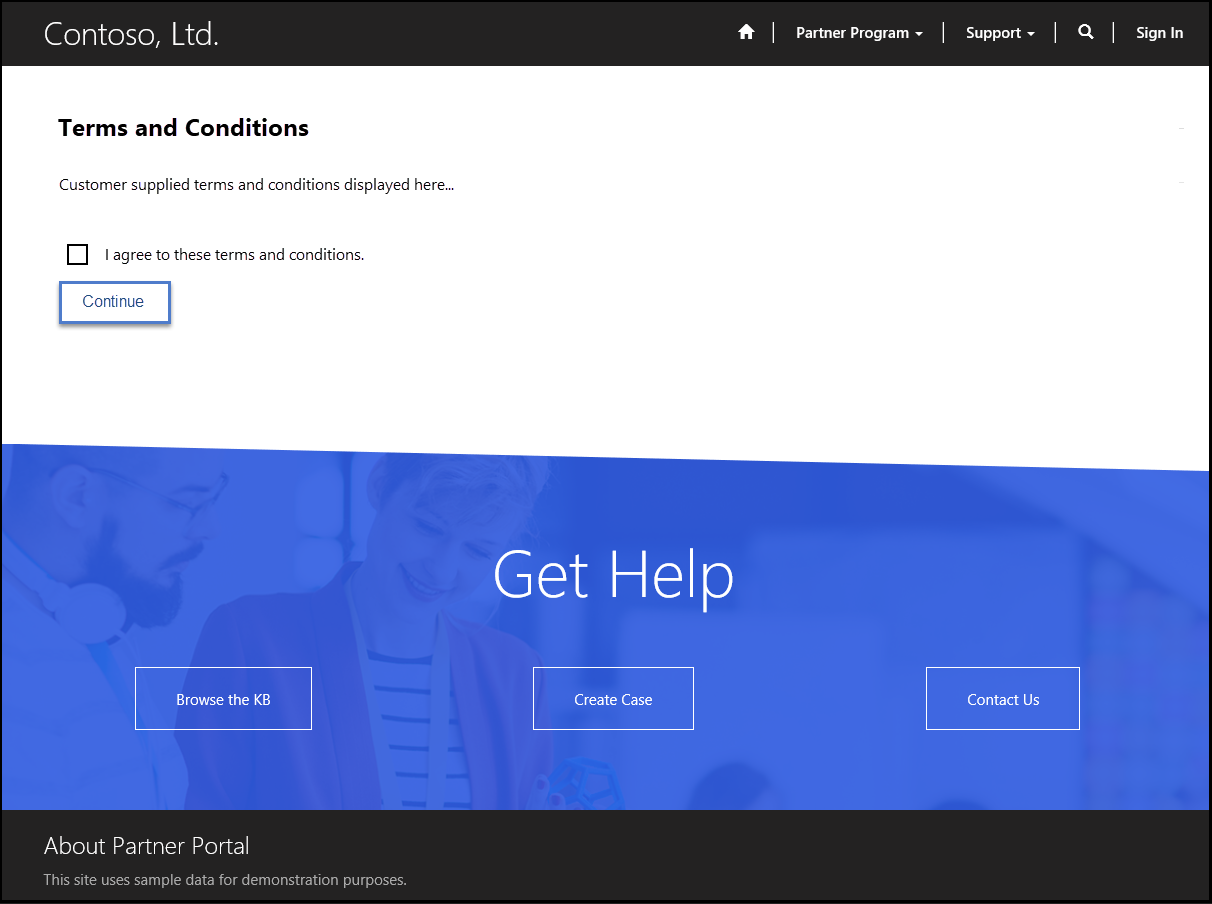 Contoso, Ltd.
Partner Program
Support
Sign In
Terms and Conditions
Customer supplied terms and conditions displayed here...
I agree to these terms and conditions.
Continue
Get Help
Browse the KB
Create Case
Contact Us
About Partner Portal
This site uses sample data for demonstration purposes.